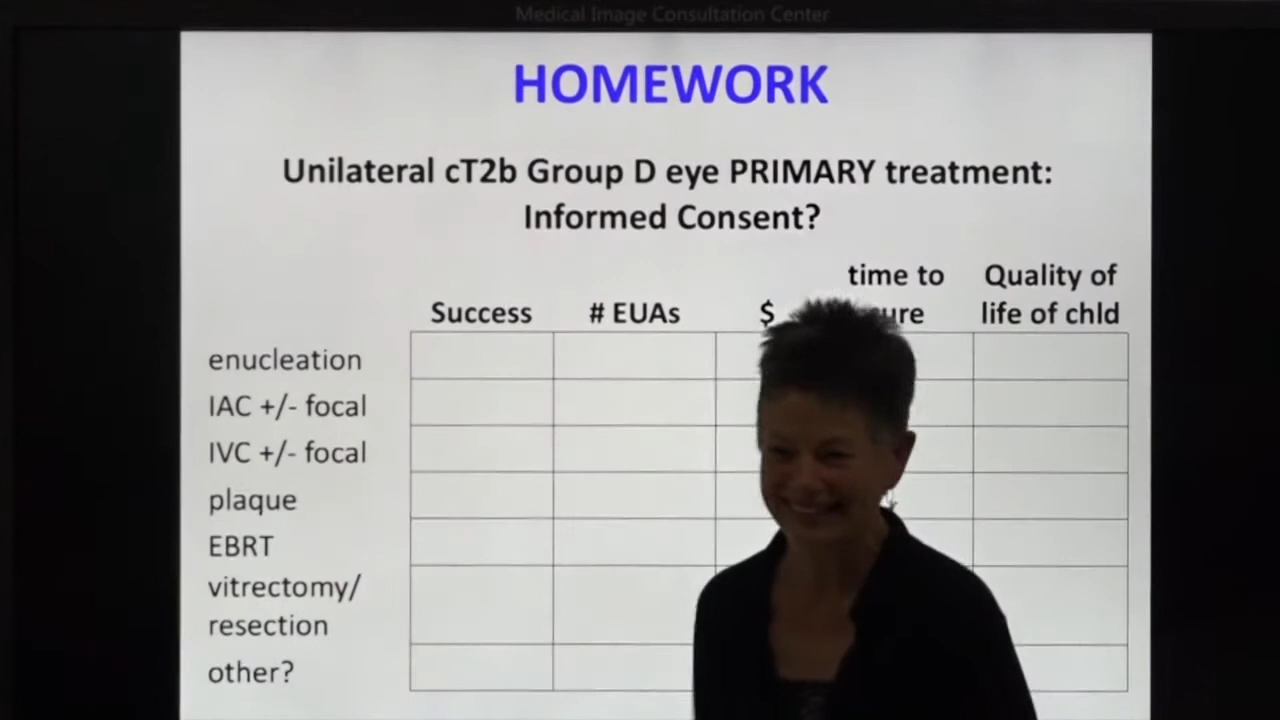 Medical Image Consultation Center
HOMEWORK
Unilateral cT2b Group D eye PRIMARY treatment:
Informed Consent?
time to Quality of
Success # EUAs $ life of chld
enucleation
IAC +/- focal
IVC +/- focal
plaque
EBRT
vitrectomy/
resection
other?